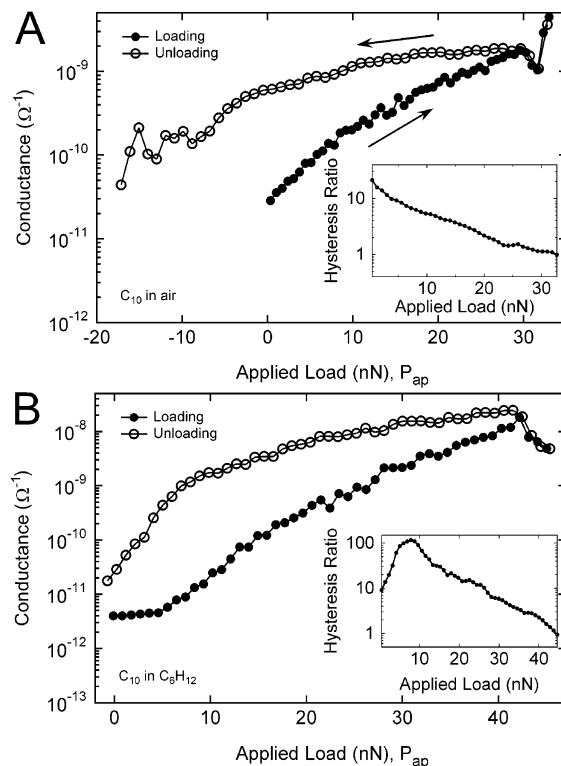 A
Loading
Unloading
Conductance (Ω⁻¹)
10⁻⁹
10⁻¹⁰
10⁻¹¹
10⁻¹²
C₁₀ in air
Hysteresis Ratio
10
1
0 10 20 30
Applied Load (nN)
-20 -10 0 10 20 30
Applied Load (nN), Pₐₚ
B
Loading
Unloading
Conductance (Ω⁻¹)
10⁻⁸
10⁻⁹
10⁻¹⁰
10⁻¹¹
10⁻¹²
10⁻¹³
C₁₀ in C₆H₁₂
Hysteresis Ratio
100
10
1
10 20 30 40
Applied Load (nN)
0 10 20 30 40
Applied Load (nN), Pₐₚ